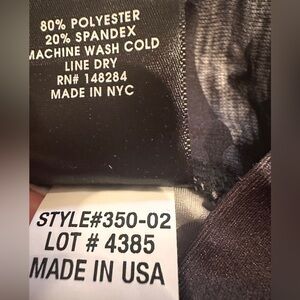 80% POLYESTER
20% SPANDEX
MACHINE WASH COLD
LINE DRY
RN# 148284
MADE IN NYC
STYLE#350-02
LOT # 4385
MADE IN USA